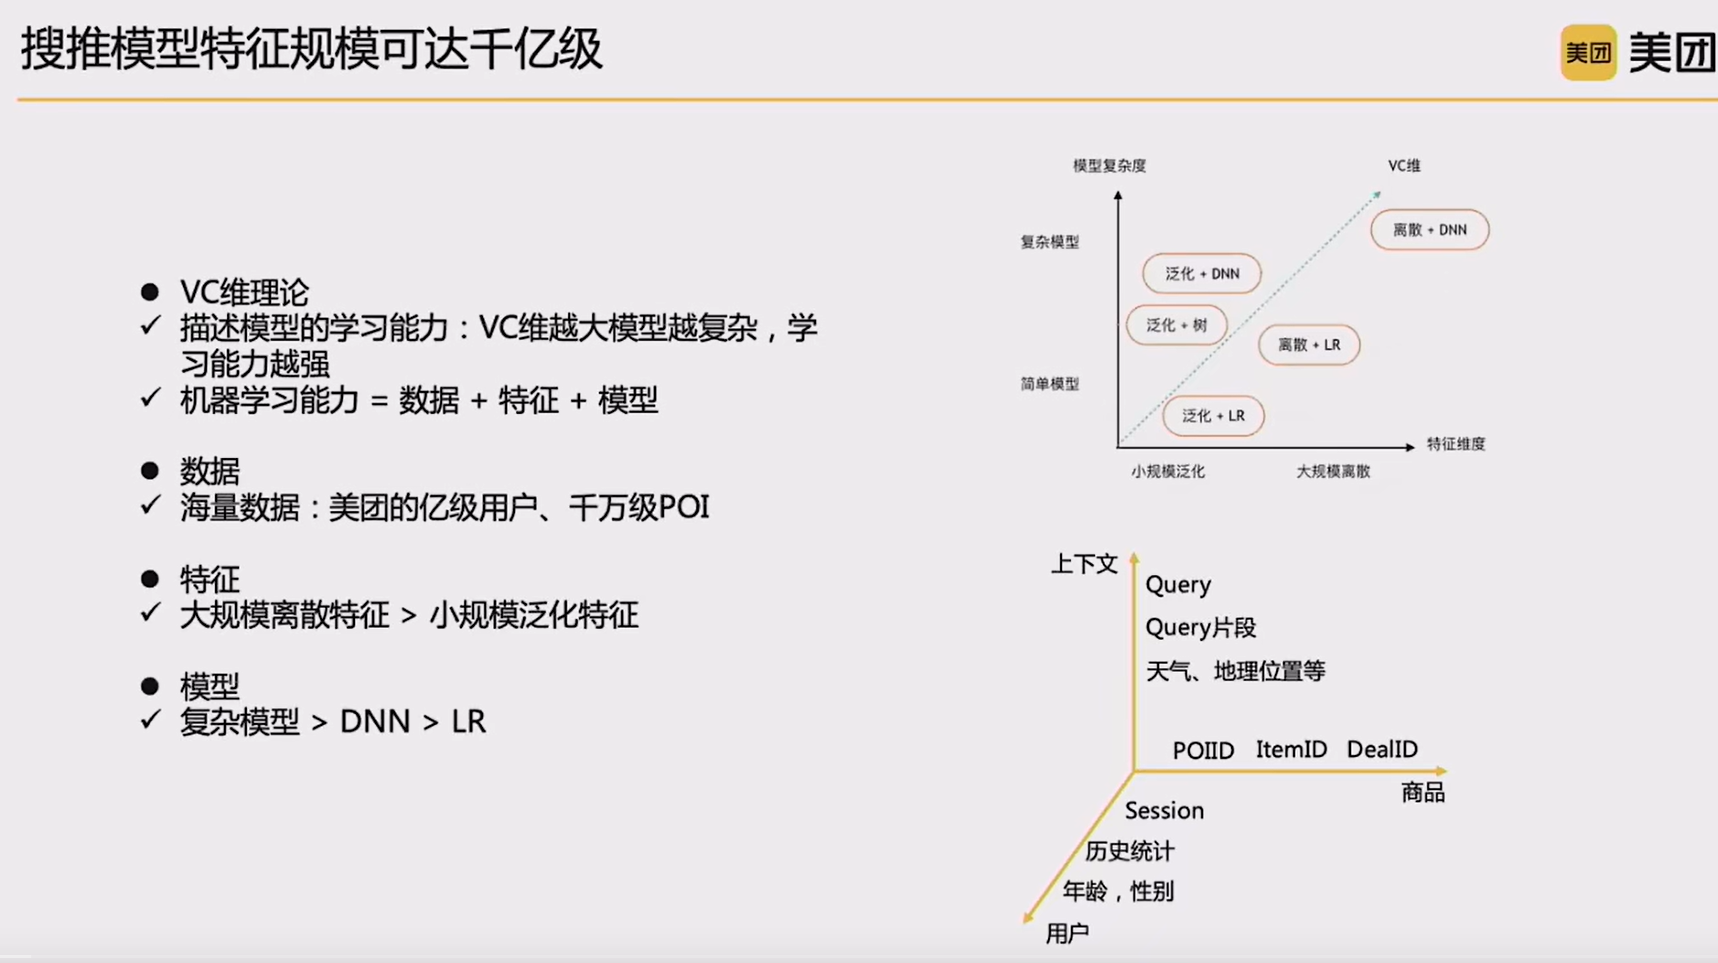 搜推模型特征规模可达千亿级
美团 美团
● VC维理论
✓ 描述模型的学习能力：VC维越大模型越复杂，学
习能力越强
✓ 机器学习能力 = 数据 + 特征 + 模型
● 数据
✓ 海量数据：美团的亿级用户、千万级POI
● 特征
✓ 大规模离散特征 > 小规模泛化特征
● 模型
✓ 复杂模型 > DNN > LR
模型复杂度
VC维
离散 + DNN
复杂模型
泛化 + DNN
泛化 + 树
离散 + LR
简单模型
泛化 + LR
特征维度
小规模泛化
大规模离散
上下文
Query
Query片段
天气、地理位置等
POIID ItemID DealID
商品
Session
历史统计
年龄，性别
用户